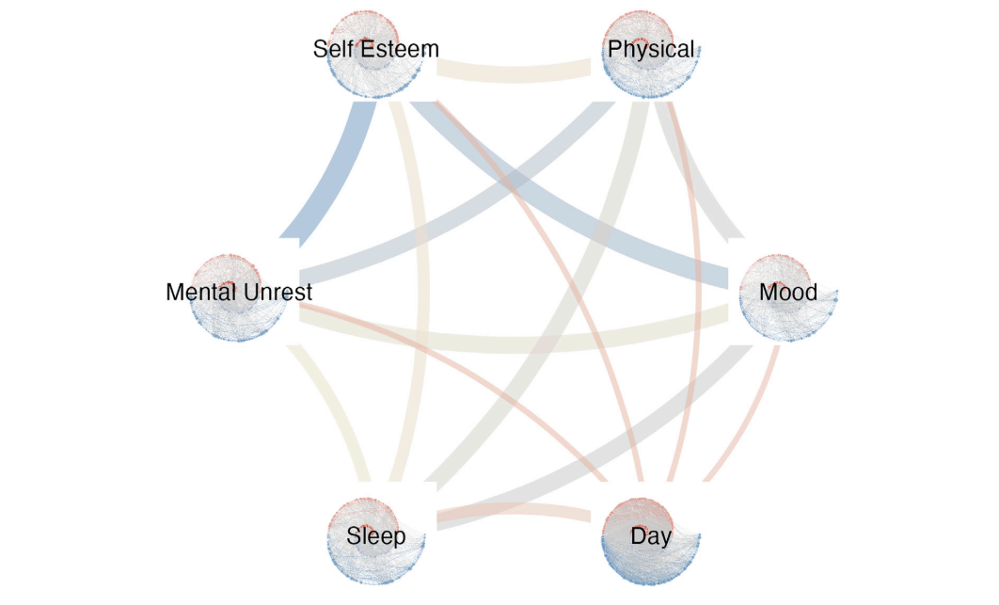 Self Esteem
Physical
Mental Unrest
Mood
Sleep
Day